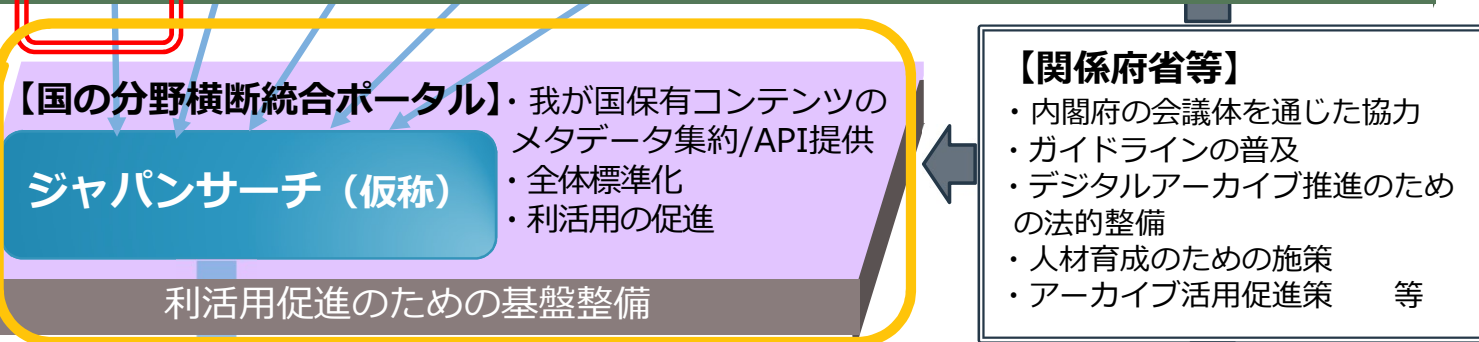 【国の分野横断統合ポータル】
ジャパンサーチ（仮称）
・我が国保有コンテンツの
メタデータ集約/API提供
・全体標準化
・利活用の促進
利活用促進のための基盤整備
【関係府省等】
・内閣府の会議体を通じた協力
・ガイドラインの普及
・デジタルアーカイブ推進のため
の法的整備
・人材育成のための施策
・アーカイブ活用促進策　　等